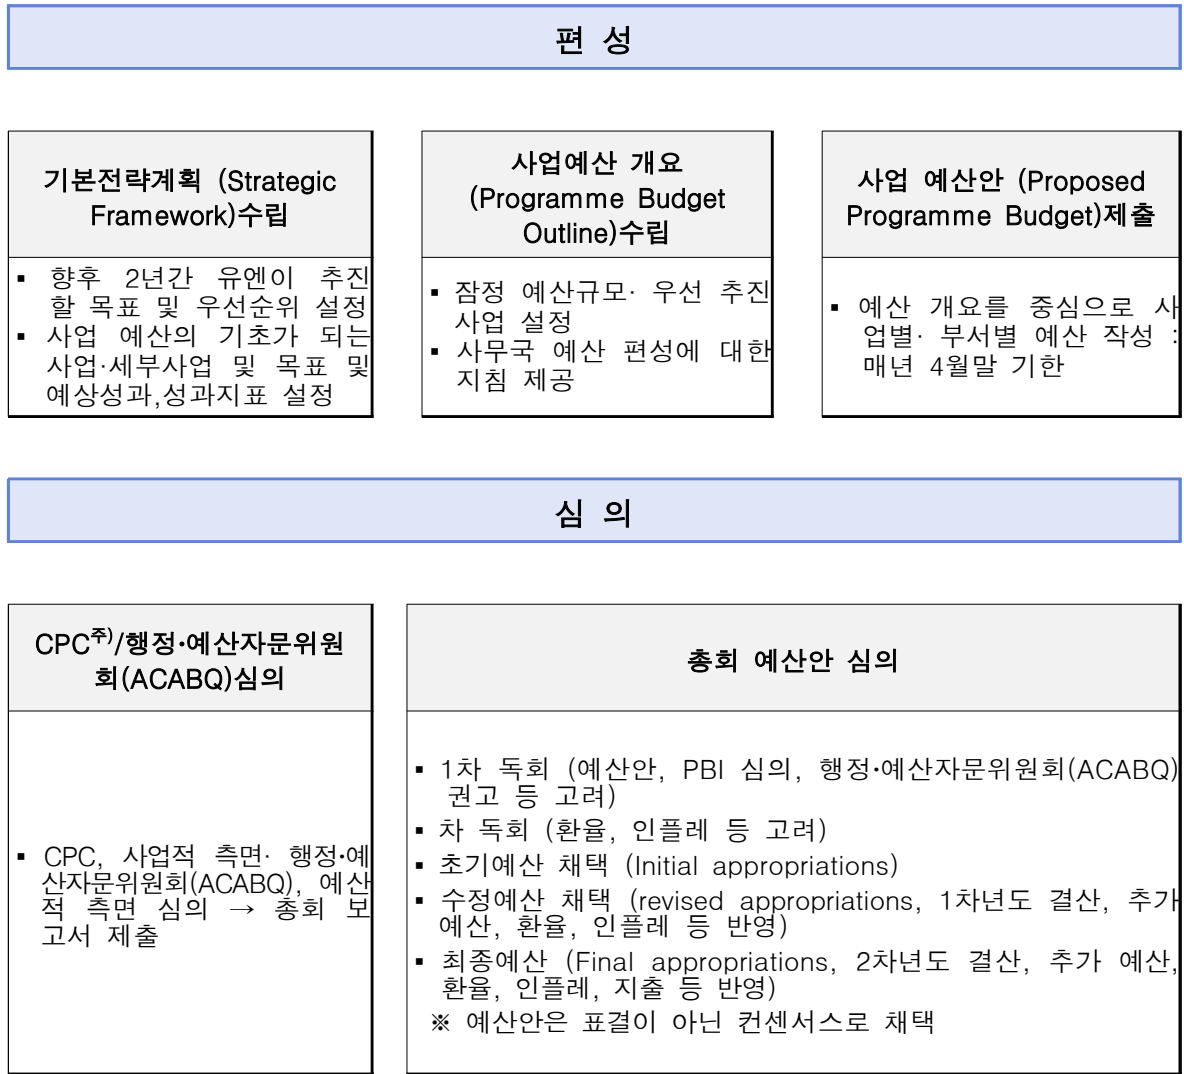 편 성
기본전략계획 (Strategic
Framework)수립
▪ 향후 2년간 유엔이 추진
할 목표 및 우선순위 설정
▪ 사업 예산의 기초가 되는
사업·세부사업 및 목표 및
예상성과,성과지표 설정
사업예산 개요
(Programme Budget
Outline)수립
▪ 잠정 예산규모· 우선 추진
사업 설정
▪ 사무국 예산 편성에 대한
지침 제공
사업 예산안 (Proposed
Programme Budget)제출
▪ 예산 개요를 중심으로 사
업별· 부서별 예산 작성 :
매년 4월말 기한
심 의
CPC주)/행정·예산자문위원
회(ACABQ)심의
▪ CPC, 사업적 측면· 행정·예
산자문위원회(ACABQ), 예산
적 측면 심의 → 총회 보
고서 제출
총회 예산안 심의
▪ 1차 독회 (예산안, PBI 심의, 행정·예산자문위원회(ACABQ)
권고 등 고려)
▪ 차 독회 (환율, 인플레 등 고려)
▪ 초기예산 채택 (Initial appropriations)
▪ 수정예산 채택 (revised appropriations, 1차년도 결산, 추가
예산, 환율, 인플레 등 반영)
▪ 최종예산 (Final appropriations, 2차년도 결산, 추가 예산,
환율, 인플레, 지출 등 반영)
※ 예산안은 표결이 아닌 컨센서스로 채택